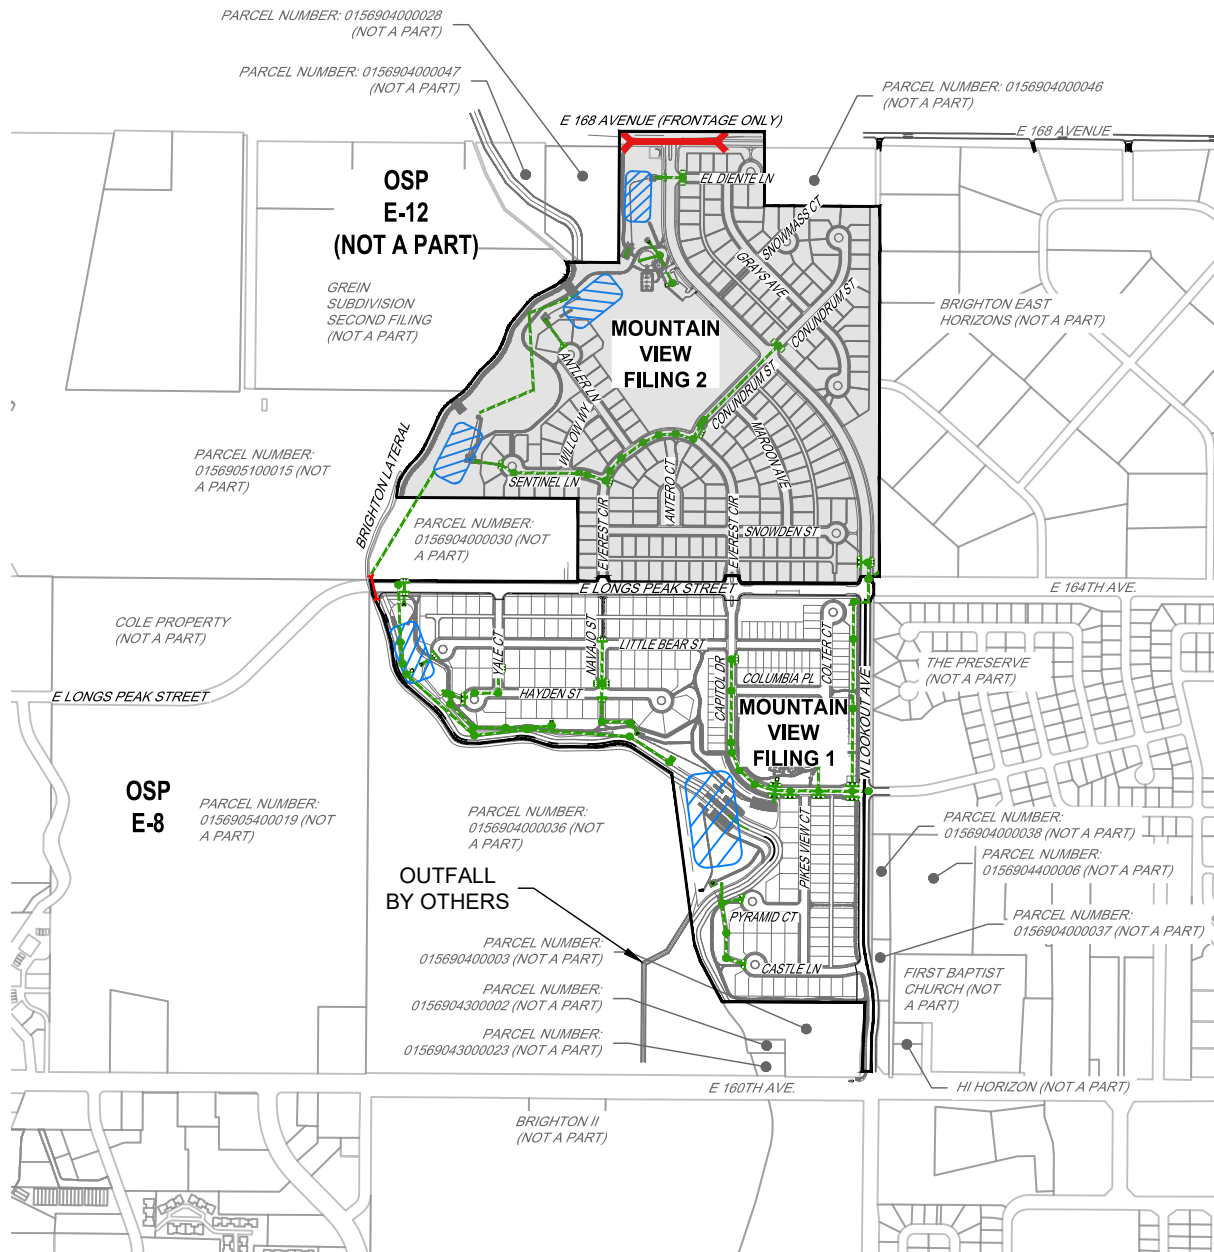 PARCEL NUMBER: 0156904000028
(NOT A PART)
PARCEL NUMBER: 0156904000047
(NOT A PART)
PARCEL NUMBER: 0156904000046
(NOT A PART)
E 168 AVENUE (FRONTAGE ONLY)
E 168 AVENUE
OSP
E-12
(NOT A PART)
EL DIENTE LN
SNOWMASS CT
GRAYS AVE
CONUNDRUM ST
GREIN
SUBDIVISION
SECOND FILING
(NOT A PART)
BRIGHTON EAST
HORIZONS (NOT A PART)
MOUNTAIN
VIEW
FILING 2
ANTLER LN
WILLOW WY
CONUNDRUM ST
MAROON AVE
BRIGHTON LATERAL
PARCEL NUMBER:
0156905100015 (NOT
A PART)
SENTINEL LN
ANTERO CT
EVEREST CIR
EVEREST CIR
SNOWDEN ST
PARCEL NUMBER:
0156904000030 (NOT
A PART)
E LONGS PEAK STREET
E 164TH AVE.
COLE PROPERTY
(NOT A PART)
YALE CT
NAVAJO ST
LITTLE BEAR ST
COLTER CT
THE PRESERVE
(NOT A PART)
E LONGS PEAK STREET
HAYDEN ST
CAPITOL DR
COLUMBIA PL
N LOOKOUT AVE
MOUNTAIN
VIEW
FILING 1
OSP
E-8
PARCEL NUMBER:
0156905400019 (NOT
A PART)
PARCEL NUMBER:
0156904000036 (NOT
A PART)
PIKES VIEW CT
PARCEL NUMBER:
0156904000038 (NOT A PART)
PARCEL NUMBER:
0156904400006 (NOT A PART)
OUTFALL
BY OTHERS
PYRAMID CT
PARCEL NUMBER:
0156904000037 (NOT A PART)
PARCEL NUMBER:
015690400003 (NOT A PART)
CASTLE LN
FIRST BAPTIST
CHURCH (NOT
A PART)
PARCEL NUMBER:
0156904300002 (NOT A PART)
PARCEL NUMBER:
01569043000023 (NOT A PART)
E 160TH AVE.
HI HORIZON (NOT A PART)
BRIGHTON II
(NOT A PART)